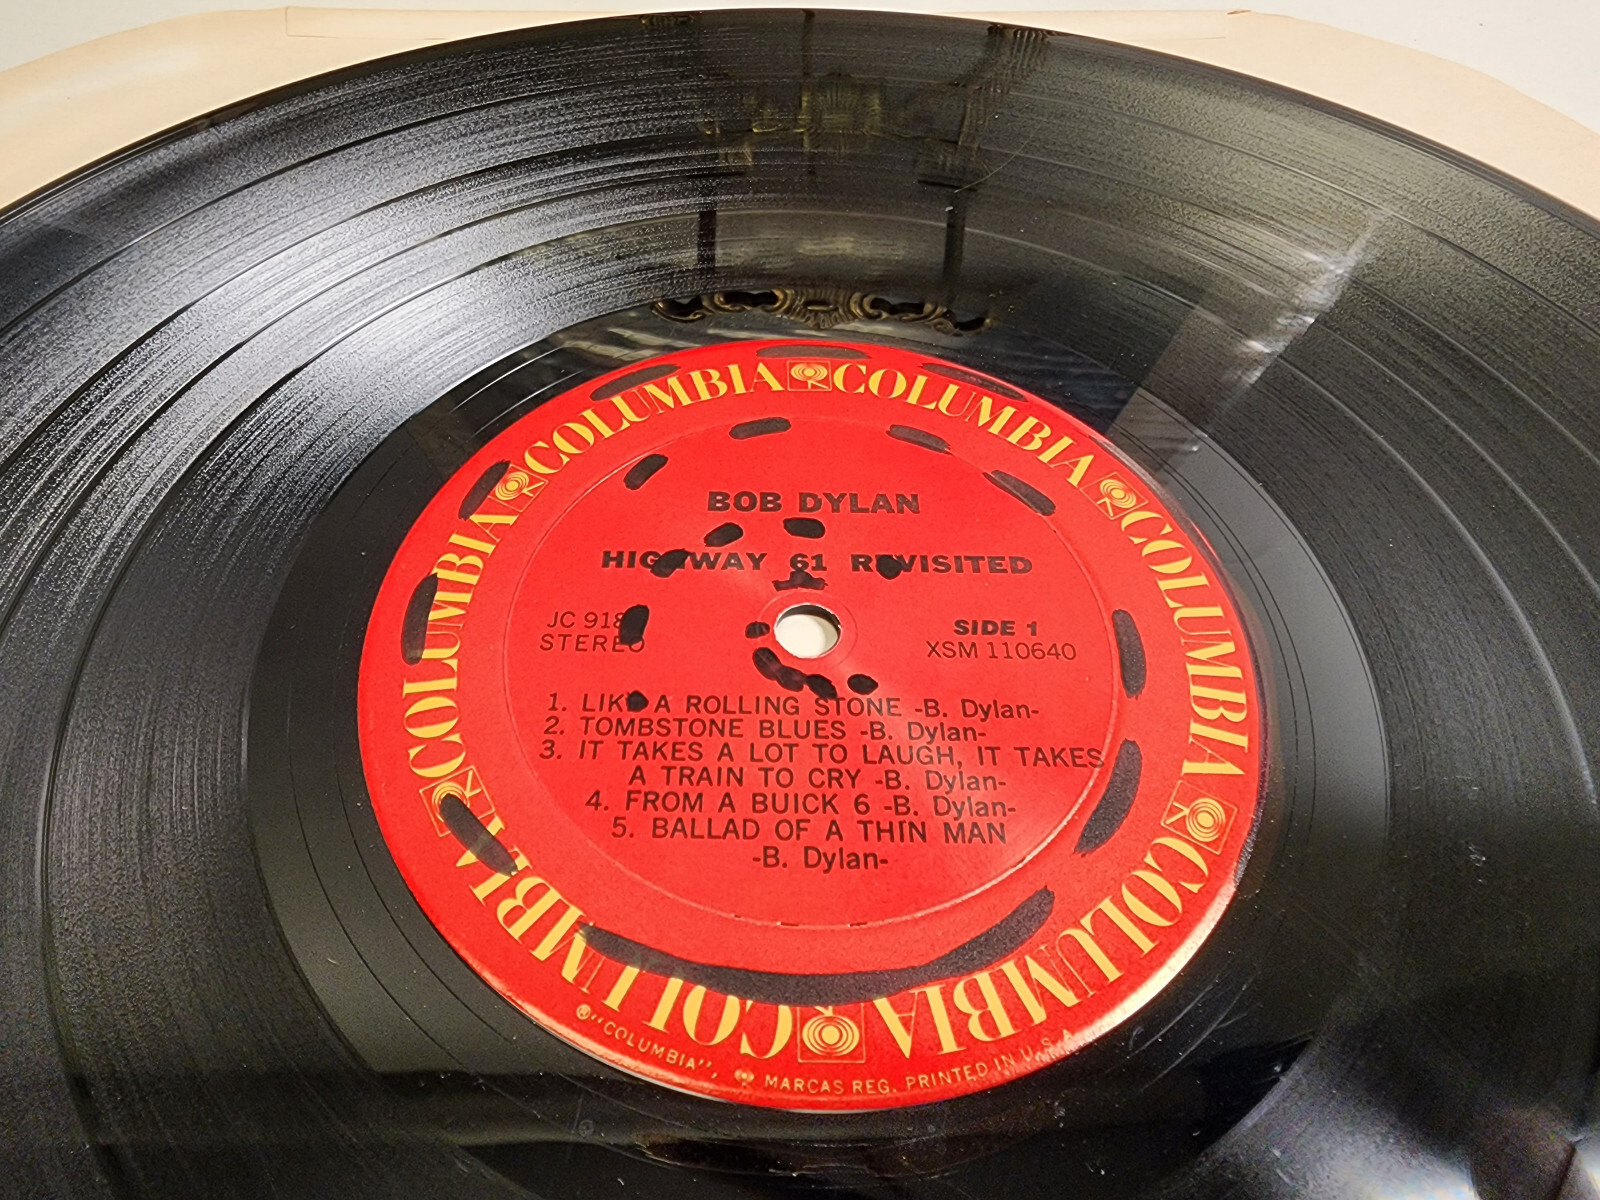 COLUMBIA COLUMBIA COLUMBIA COLUMBIA COLUMBIA COLUMBIA
BOB DYLAN
HIGHWAY 61 REVISITED
JC 918
STEREO
SIDE 1
XSM 110640
1. LIKE A ROLLING STONE -B. Dylan-
2. TOMBSTONE BLUES -B. Dylan-
3. IT TAKES A LOT TO LAUGH, IT TAKES
A TRAIN TO CRY -B. Dylan-
4. FROM A BUICK 6 -B. Dylan-
5. BALLAD OF A THIN MAN
-B. Dylan-
®"COLUMBIA", MARCAS REG. PRINTED IN U.S.A.